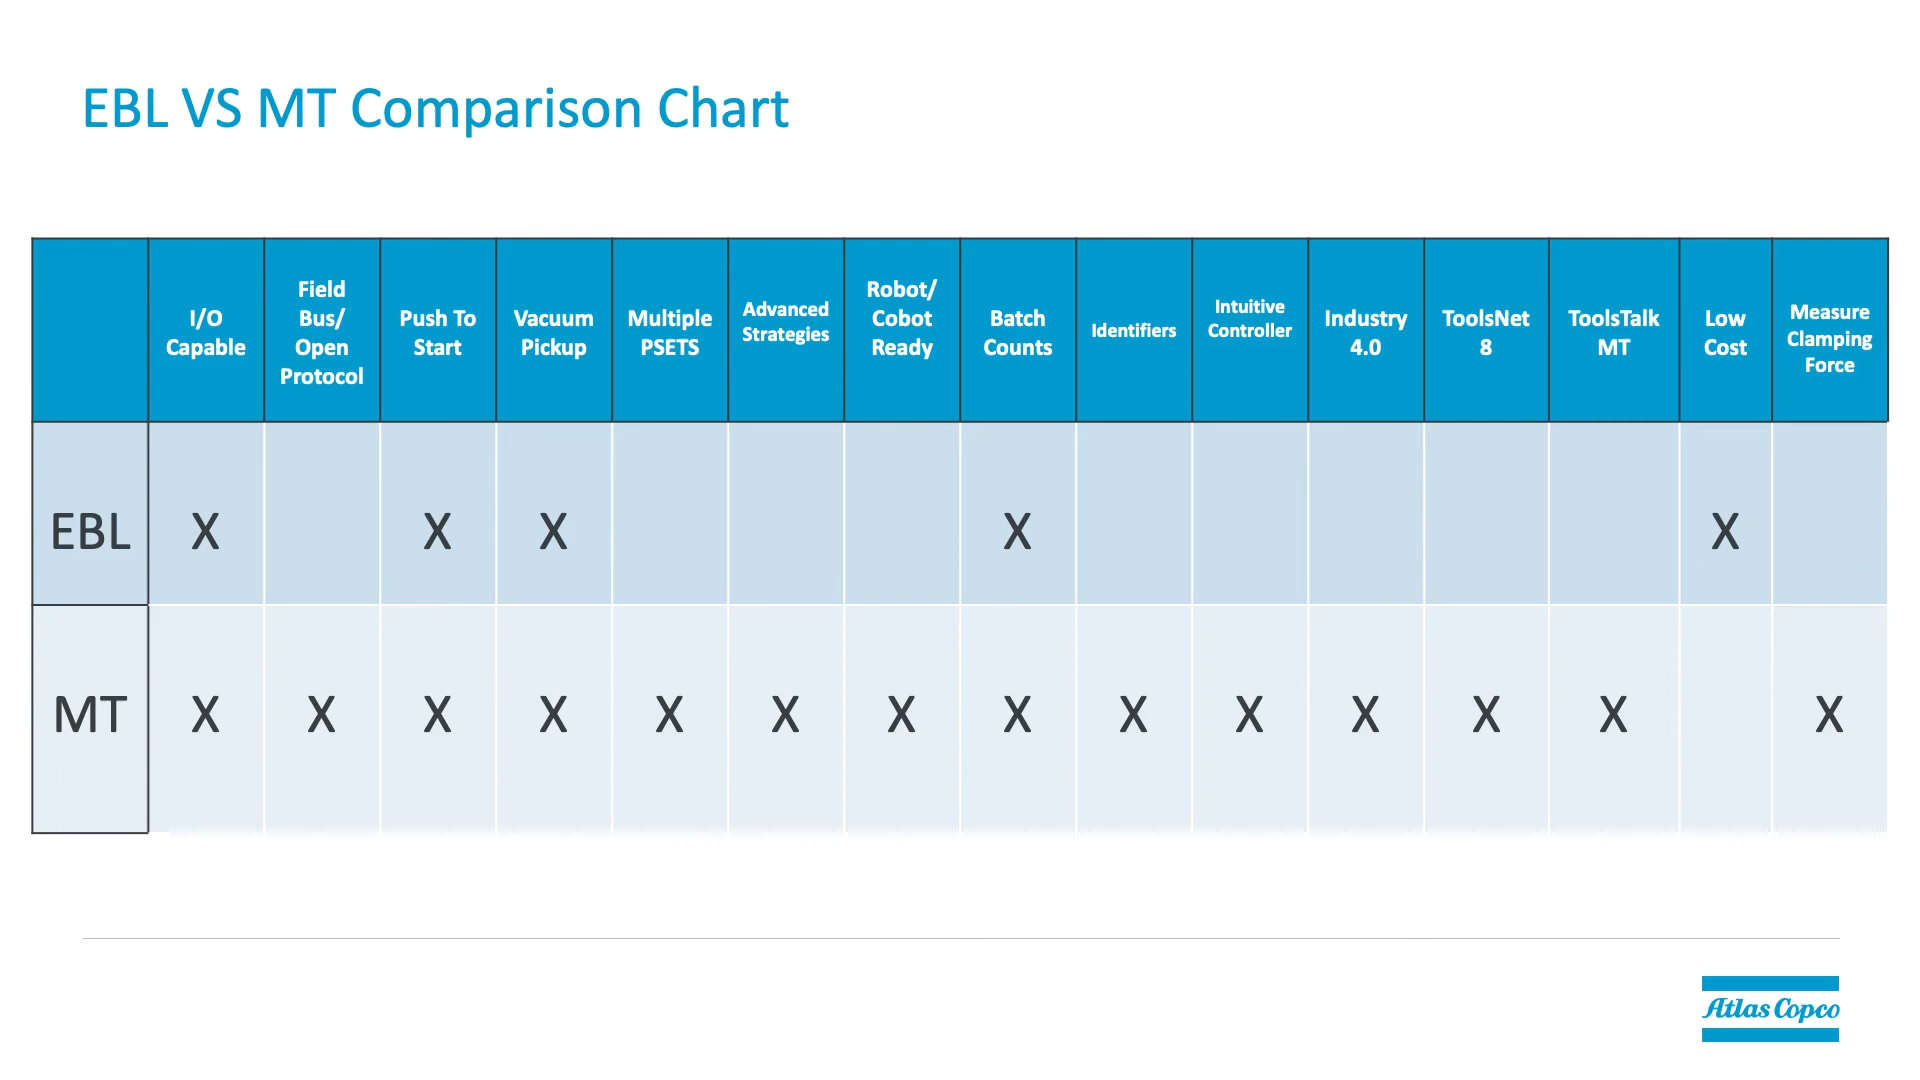 EBL VS MT Comparison Chart
I/O
Capable
Field
Bus/
Open
Protocol
Push To
Start
Vacuum
Pickup
Multiple
PSETS
Advanced
Strategies
Robot/
Cobot
Ready
Batch
Counts
Identifiers
Intuitive
Controller
Industry
4.0
ToolsNet
8
ToolsTalk
MT
Low
Cost
Measure
Clamping
Force
EBL X X X X X
MT X X X X X X X X X X X X X X
Atlas Copco